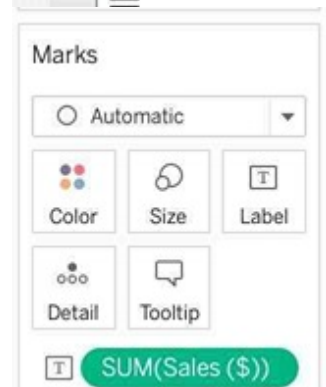 Marks
Automatic
Color Size Label
Detail Tooltip
T SUM(Sales ($))